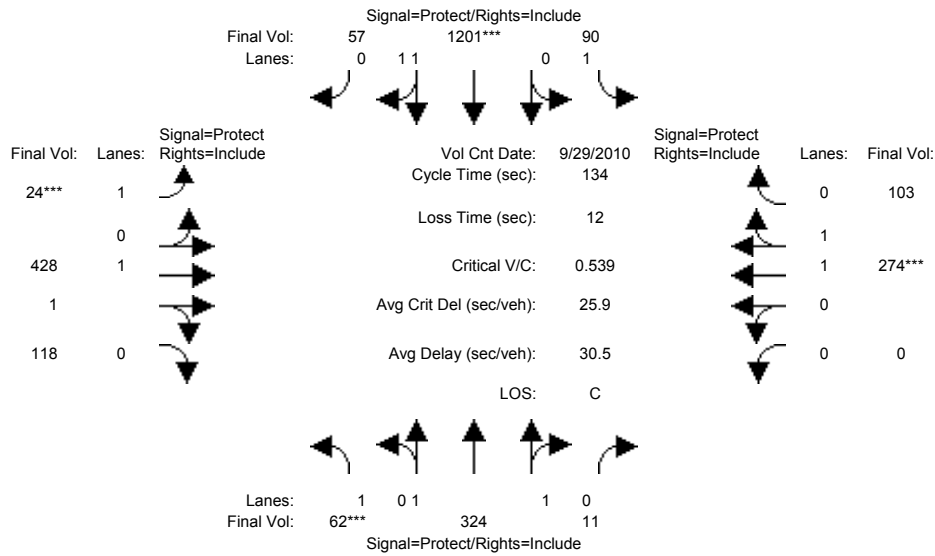 Signal=Protect/Rights=Include
Final Vol: 57 1201*** 90
Lanes: 0 1 1 0 1
Signal=Protect
Final Vol: Lanes: Rights=Include
Vol Cnt Date: 9/29/2010
Signal=Protect
Rights=Include Lanes: Final Vol:
Cycle Time (sec): 134
24*** 1
0 103
Loss Time (sec): 12
0
1
428 1
Critical V/C: 0.539
1 274***
1
Avg Crit Del (sec/veh): 25.9
0
118 0
Avg Delay (sec/veh): 30.5
0 0
LOS: C
Lanes: 1 0 1 1 0
Final Vol: 62*** 324 11
Signal=Protect/Rights=Include